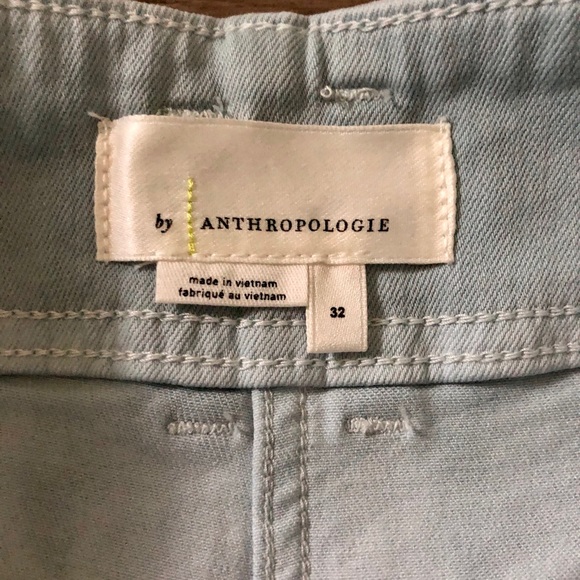 by ANTHROPOLOGIE
made in vietnam
fabriqué au vietnam
32